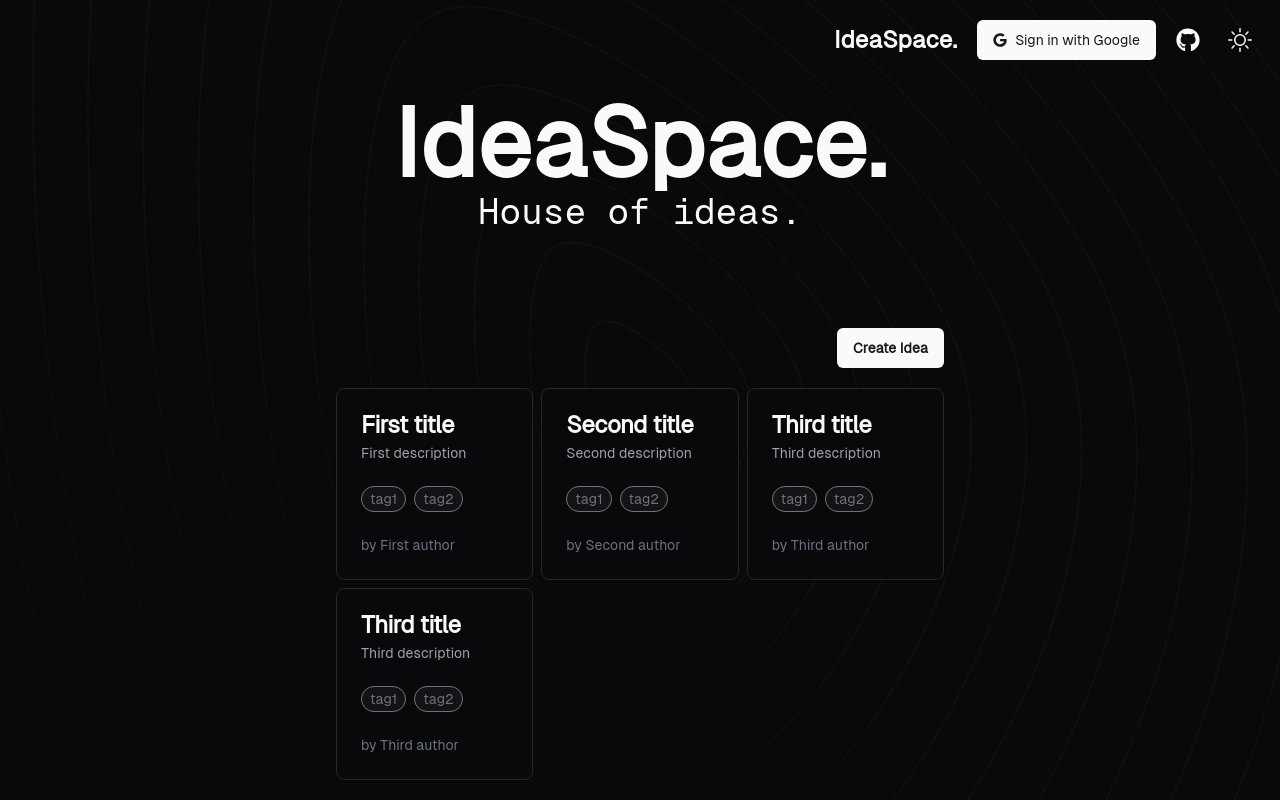 IdeaSpace.
Sign in with Google
IdeaSpace.
House of ideas.
Create Idea
First title
First description
tag1 tag2
by First author
Second title
Second description
tag1 tag2
by Second author
Third title
Third description
tag1 tag2
by Third author
Third title
Third description
tag1 tag2
by Third author